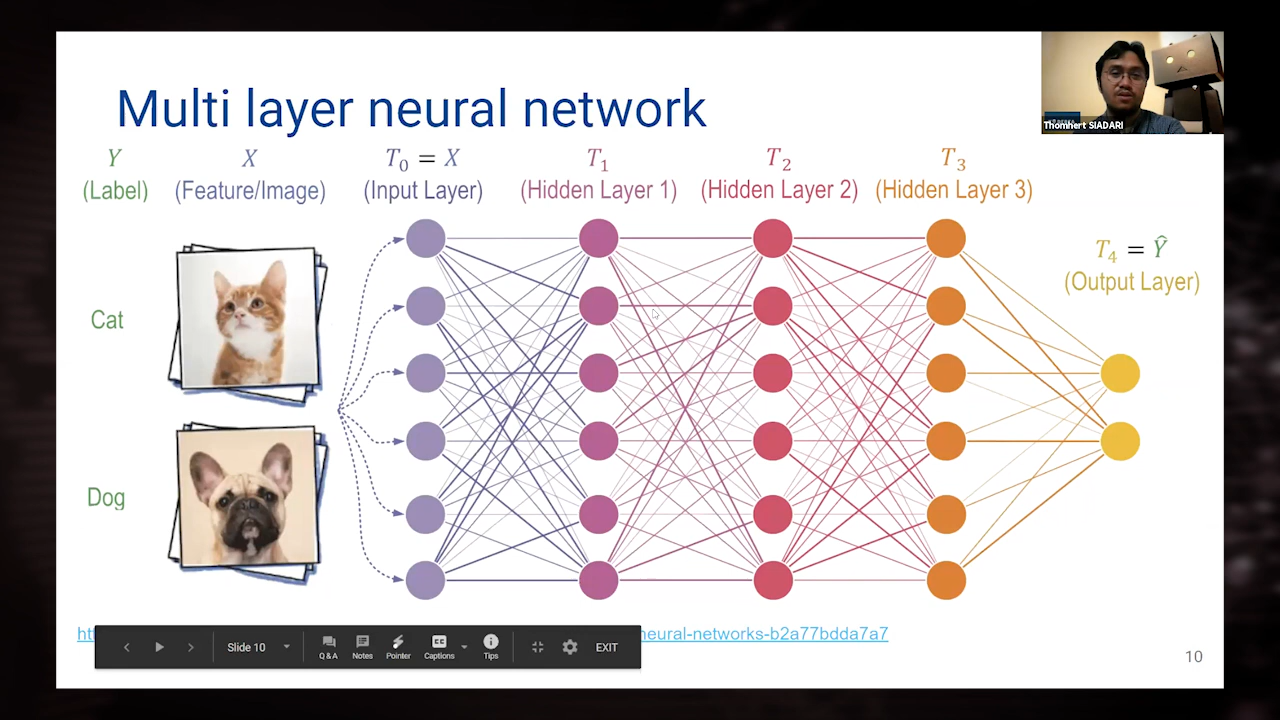 Multi layer neural network
Thomhert SIADARI
Y
(Label)
X
(Feature/Image)
T₀ = X
(Input Layer)
T₁
(Hidden Layer 1)
T₂
(Hidden Layer 2)
T₃
(Hidden Layer 3)
T₄ = Ŷ
(Output Layer)
Cat
Dog
neural-networks-b2a77bdda7a7
Slide 10
Q & A
Notes
Pointer
CC
Captions
Tips
EXIT
10